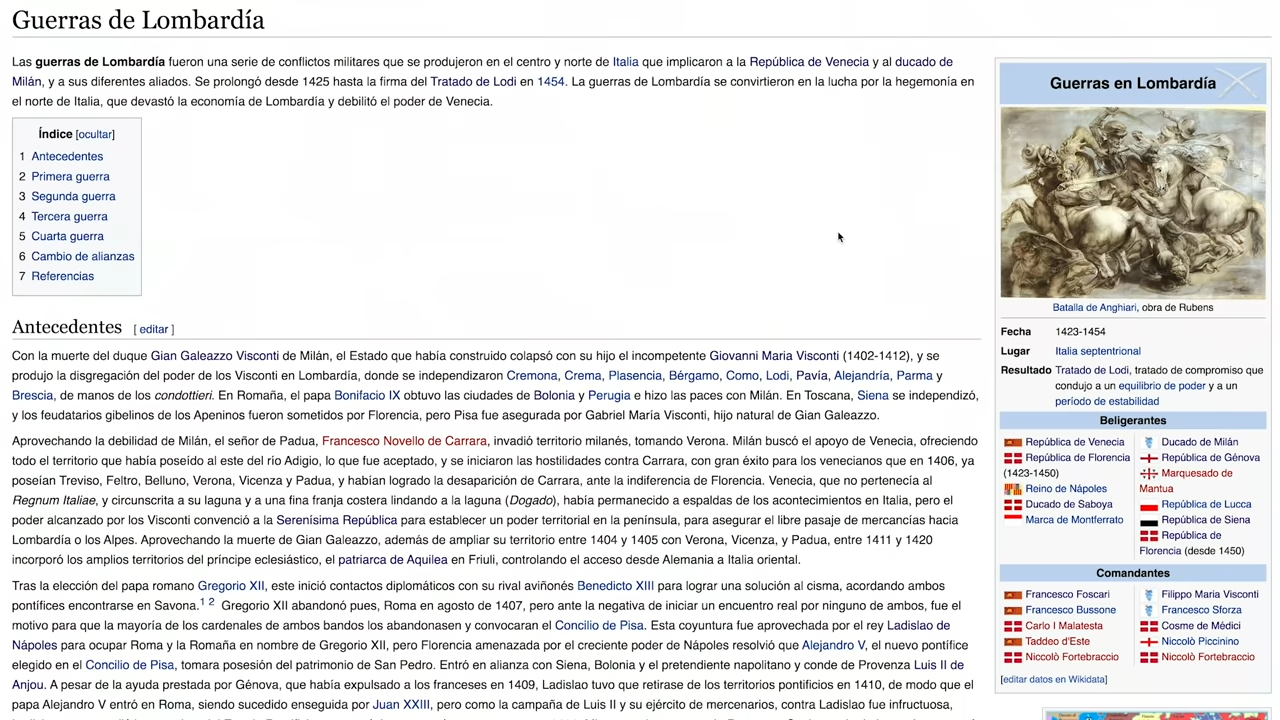 Guerras de Lombardía
Las guerras de Lombardía fueron una serie de conflictos militares que se produjeron en el centro y norte de Italia que implicaron a la República de Venecia y al ducado de
Milán, y a sus diferentes aliados. Se prolongó desde 1425 hasta la firma del Tratado de Lodi en 1454. La guerras de Lombardía se convirtieron en la lucha por la hegemonía en
el norte de Italia, que devastó la economía de Lombardía y debilitó el poder de Venecia.
Índice [ocultar]
1 Antecedentes
2 Primera guerra
3 Segunda guerra
4 Tercera guerra
5 Cuarta guerra
6 Cambio de alianzas
7 Referencias
Antecedentes [ editar ]
Con la muerte del duque Gian Galeazzo Visconti de Milán, el Estado que había construido colapsó con su hijo el incompetente Giovanni Maria Visconti (1402-1412), y se
produjo la disgregación del poder de los Visconti en Lombardía, donde se independizaron Cremona, Crema, Plasencia, Bérgamo, Como, Lodi, Pavía, Alejandría, Parma y
Brescia, de manos de los condottieri. En Romaña, el papa Bonifacio IX obtuvo las ciudades de Bolonia y Perugia e hizo las paces con Milán. En Toscana, Siena se independizó,
y los feudatarios gibelinos de los Apeninos fueron sometidos por Florencia, pero Pisa fue asegurada por Gabriel María Visconti, hijo natural de Gian Galeazzo.
Aprovechando la debilidad de Milán, el señor de Padua, Francesco Novello de Carrara, invadió territorio milanés, tomando Verona. Milán buscó el apoyo de Venecia, ofreciendo
todo el territorio que había poseído al este del río Adigio, lo que fue aceptado, y se iniciaron las hostilidades contra Carrara, con gran éxito para los venecianos que en 1406, ya
poseían Treviso, Feltro, Belluno, Verona, Vicenza y Padua, y habían logrado la desaparición de Carrara, ante la indiferencia de Florencia. Venecia, que no pertenecía al
Regnum Italiae, y circunscrita a su laguna y a una fina franja costera lindando a la laguna (Dogado), había permanecido a espaldas de los acontecimientos en Italia, pero el
poder alcanzado por los Visconti convenció a la Serenísima República para establecer un poder territorial en la península, para asegurar el libre pasaje de mercancías hacia
Lombardía o los Alpes. Aprovechando la muerte de Gian Galeazzo, además de ampliar su territorio entre 1404 y 1405 con Verona, Vicenza, y Padua, entre 1411 y 1420
incorporó los amplios territorios del príncipe eclesiástico, el patriarca de Aquilea en Friuli, controlando el acceso desde Alemania a Italia oriental.
Tras la elección del papa romano Gregorio XII, este inició contactos diplomáticos con su rival aviñonés Benedicto XIII para lograr una solución al cisma, acordando ambos
pontífices encontrarse en Savona.1 2 Gregorio XII abandonó pues, Roma en agosto de 1407, pero ante la negativa de iniciar un encuentro real por ninguno de ambos, fue el
motivo para que la mayoría de los cardenales de ambos bandos los abandonasen y convocaran el Concilio de Pisa. Esta coyuntura fue aprovechada por el rey Ladislao de
Nápoles para ocupar Roma y la Romaña en nombre de Gregorio XII, pero Florencia amenazada por el creciente poder de Nápoles resolvió que Alejandro V, el nuevo pontífice
elegido en el Concilio de Pisa, tomara posesión del patrimonio de San Pedro. Entró en alianza con Siena, Bolonia y el pretendiente napolitano y conde de Provenza Luis II de
Anjou. A pesar de la ayuda prestada por Génova, que había expulsado a los franceses en 1409, Ladislao tuvo que retirase de los territorios pontificios en 1410, de modo que el
papa Alejandro V entró en Roma, siendo sucedido enseguida por Juan XXIII, pero como la campaña de Luis II y su ejército de mercenarios, contra Ladislao fue infructuosa,
Guerras en Lombardía
Batalla de Anghiari, obra de Rubens
Fecha 1423-1454
Lugar Italia septentrional
Resultado Tratado de Lodi, tratado de compromiso que
condujo a un equilibrio de poder y a un
período de estabilidad
Beligerantes
República de Venecia
República de Florencia
(1423-1450)
Reino de Nápoles
Ducado de Saboya
Marca de Montferrato
Ducado de Milán
República de Génova
Marquesado de
Mantua
República de Lucca
República de Siena
República de
Florencia (desde 1450)
Comandantes
Francesco Foscari
Francesco Bussone
Carlo I Malatesta
Taddeo d'Este
Niccolò Fortebraccio
Filippo Maria Visconti
Francesco Sforza
Cosme de Médici
Niccolò Piccinino
Niccolò Fortebraccio
[editar datos en Wikidata]